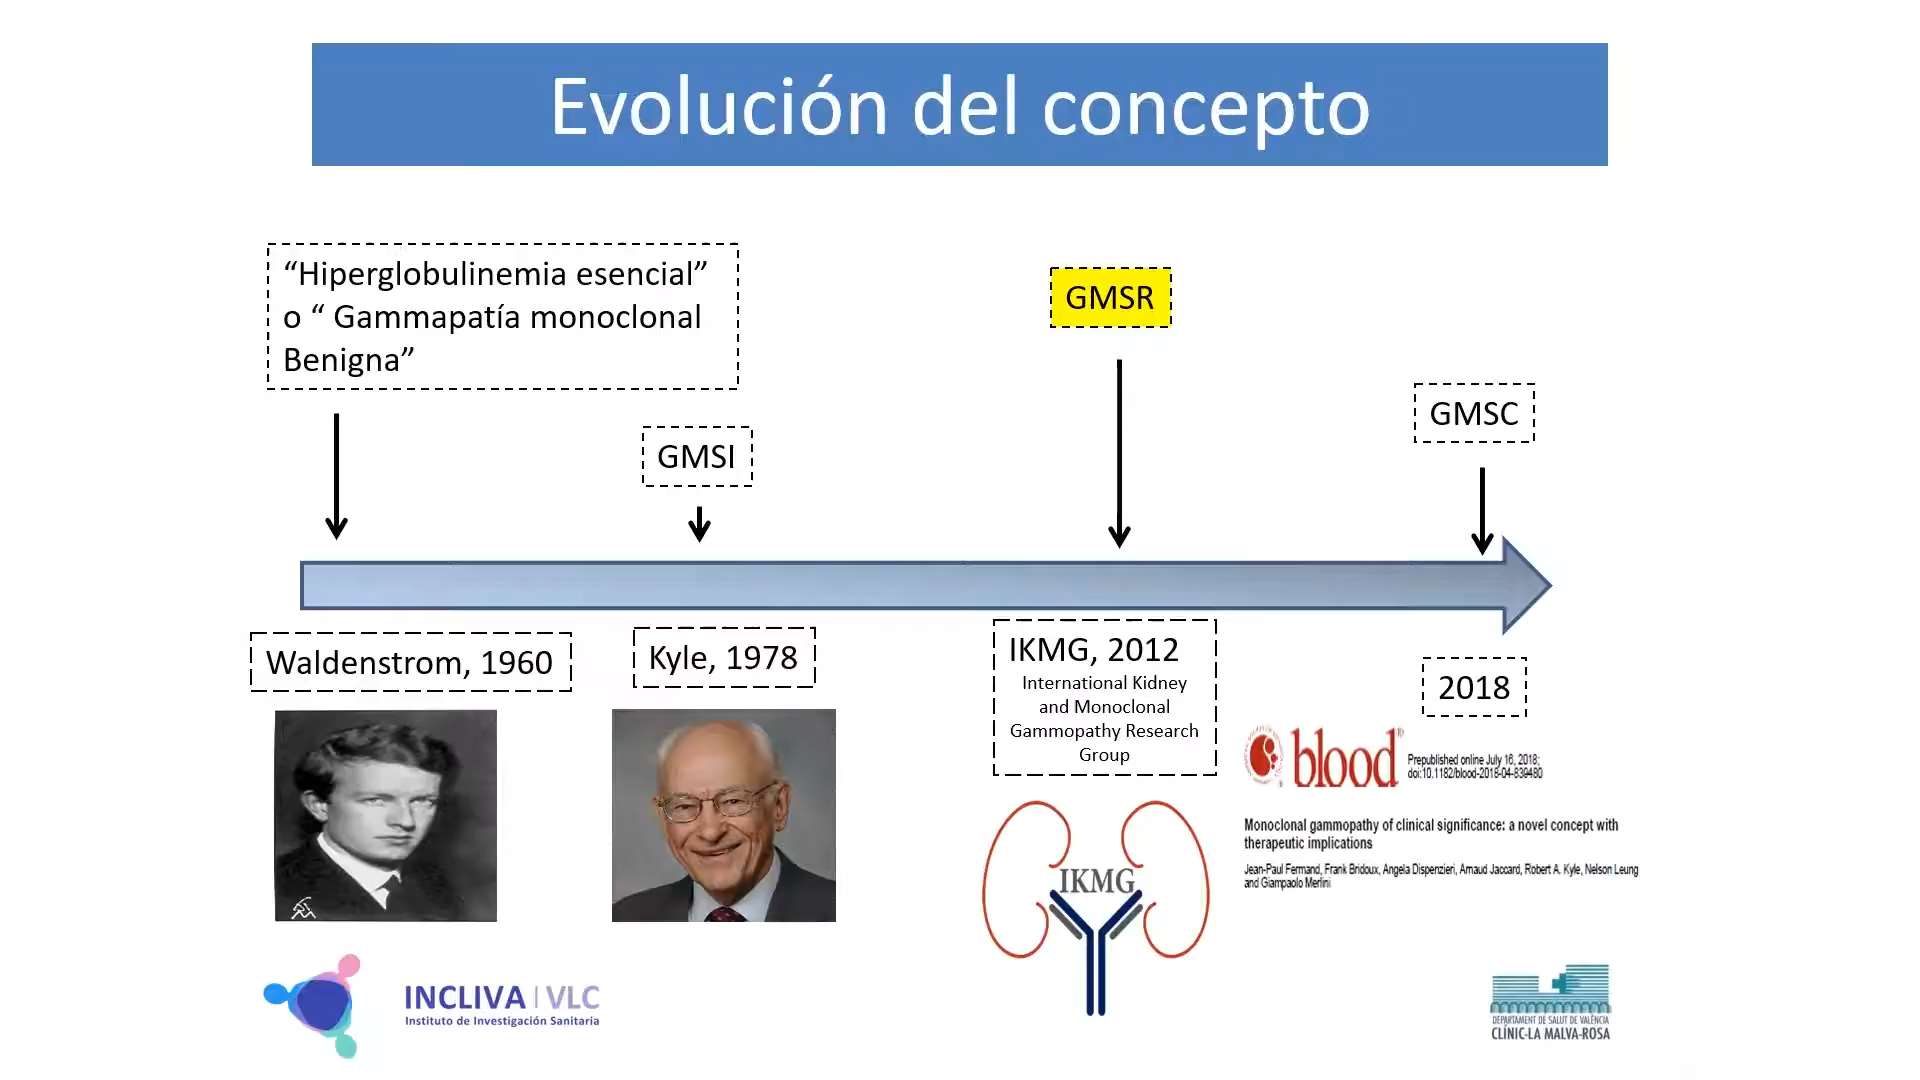 Evolución del concepto
“Hiperglobulinemia esencial”
o “ Gammapatía monoclonal
Benigna”
GMSI
GMSR
GMSC
Waldenstrom, 1960
Kyle, 1978
IKMG, 2012
International Kidney
and Monoclonal
Gammopathy Research
Group
2018
blood®
Prepublished online July 16, 2018;
doi:10.1182/blood-2018-04-839480
Monoclonal gammopathy of clinical significance: a novel concept with
therapeutic implications
Jean-Paul Fermand, Frank Bridoux, Angela Dispenzieri, Arnaud Jaccard, Robert A. Kyle, Nelson Leung
and Giampaolo Merlini
IKMG
INCLIVA | VLC
Instituto de Investigación Sanitaria
DEPARTAMENT DE SALUT DE VALÈNCIA
CLÍNIC-LA MALVA-ROSA